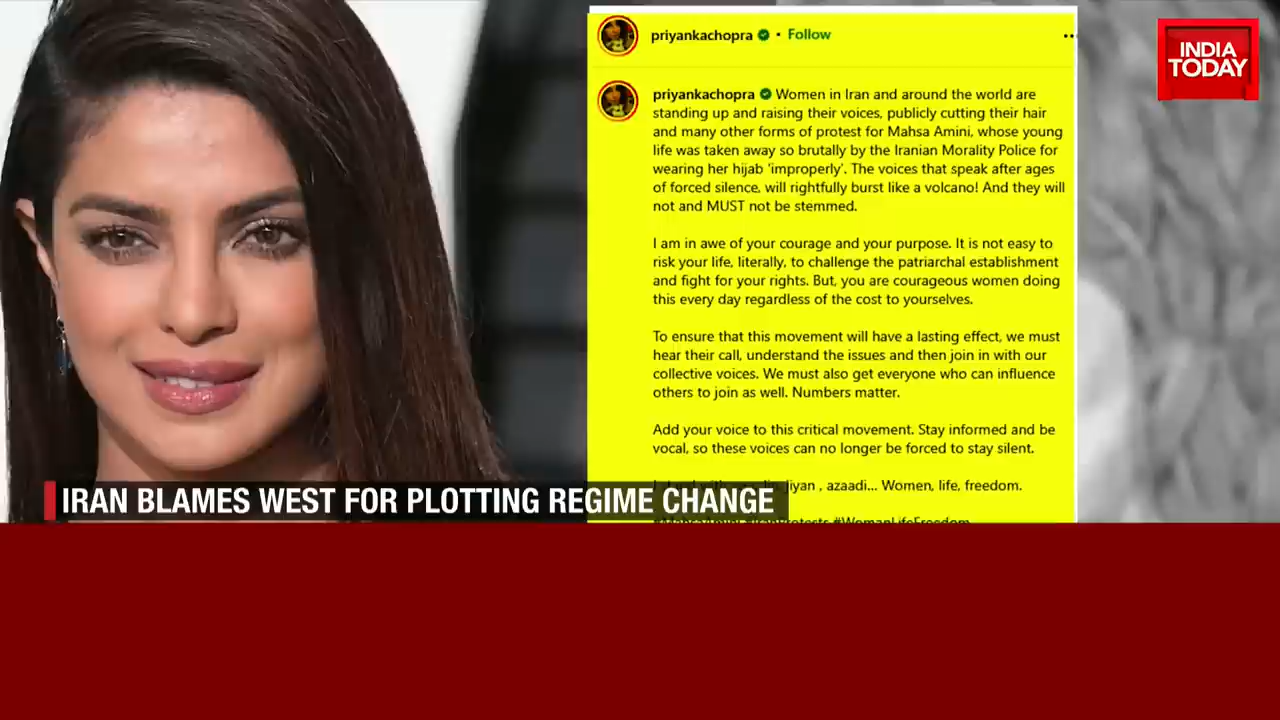 priyankachopra • Follow
INDIA
TODAY
priyankachopra Women in Iran and around the world are
standing up and raising their voices, publicly cutting their hair
and many other forms of protest for Mahsa Amini, whose young
life was taken away so brutally by the Iranian Morality Police for
wearing her hijab 'improperly'. The voices that speak after ages
of forced silence, will rightfully burst like a volcano! And they will
not and MUST not be stemmed.
I am in awe of your courage and your purpose. It is not easy to
risk your life, literally, to challenge the patriarchal establishment
and fight for your rights. But, you are courageous women doing
this every day regardless of the cost to yourselves.
To ensure that this movement will have a lasting effect, we must
hear their call, understand the issues and then join in with our
collective voices. We must also get everyone who can influence
others to join as well. Numbers matter.
Add your voice to this critical movement. Stay informed and be
vocal, so these voices can no longer be forced to stay silent.
Jiyan , azaadi... Women, life, freedom.
IRAN BLAMES WEST FOR PLOTTING REGIME CHANGE
#MahsaAmini #IranProtests #WomanLifeFreedom